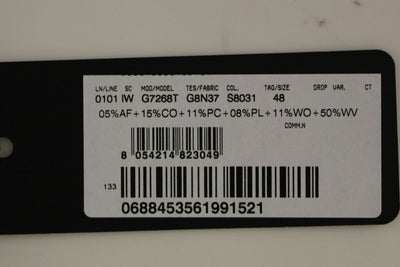 LN/LINE SC MOD/MODEL TES/FABRIC COL. TAG/SIZE DROP VAR. CT
0101 IW G7268T G8N37 S8031 48
05%AF+15%CO+11%PC+08%PL+11%WO+50%WV
COMM.N
8 054214 823049
133
0688453561991521